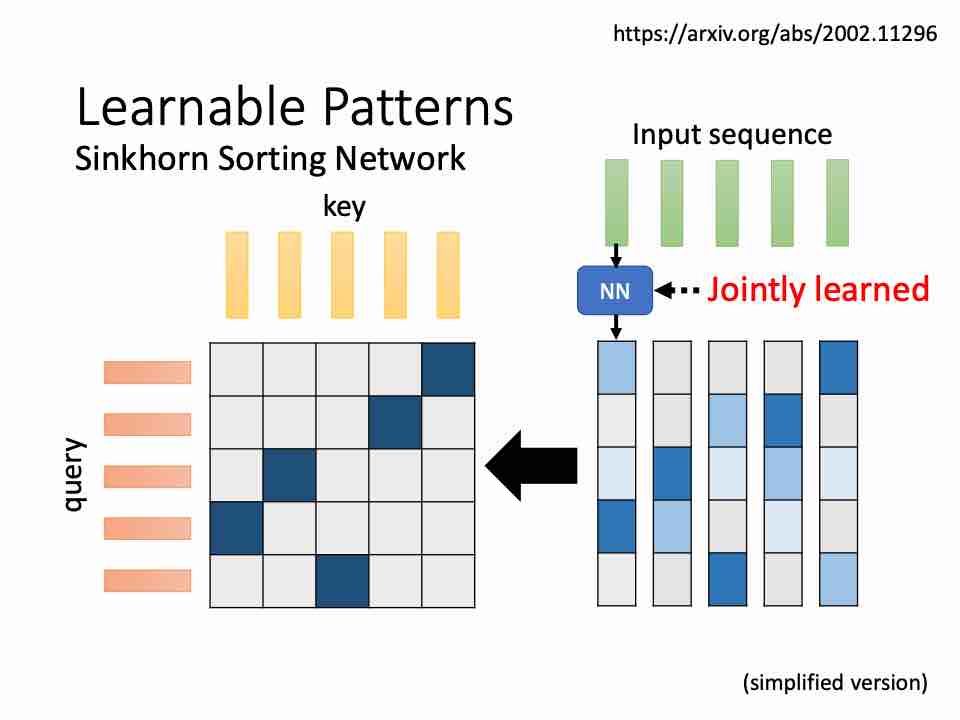 https://arxiv.org/abs/2002.11296
Learnable Patterns
Sinkhorn Sorting Network
key
query
Input sequence
NN
Jointly learned
(simplified version)